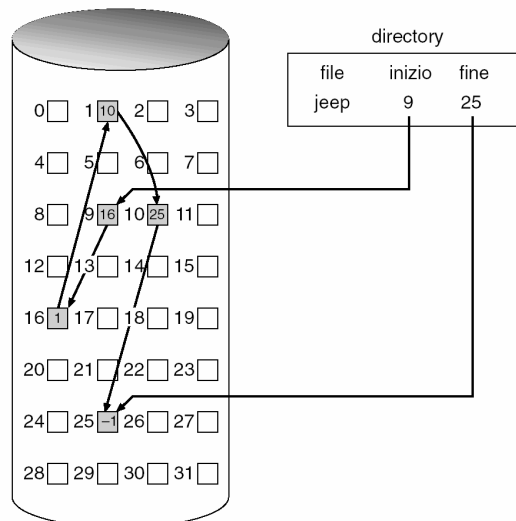 directory
file inizio fine
jeep 9 25
0 1 10 2 3
4 5 6 7
8 9 16 10 25 11
12 13 14 15
16 1 17 18 19
20 21 22 23
24 25 –1 26 27
28 29 30 31